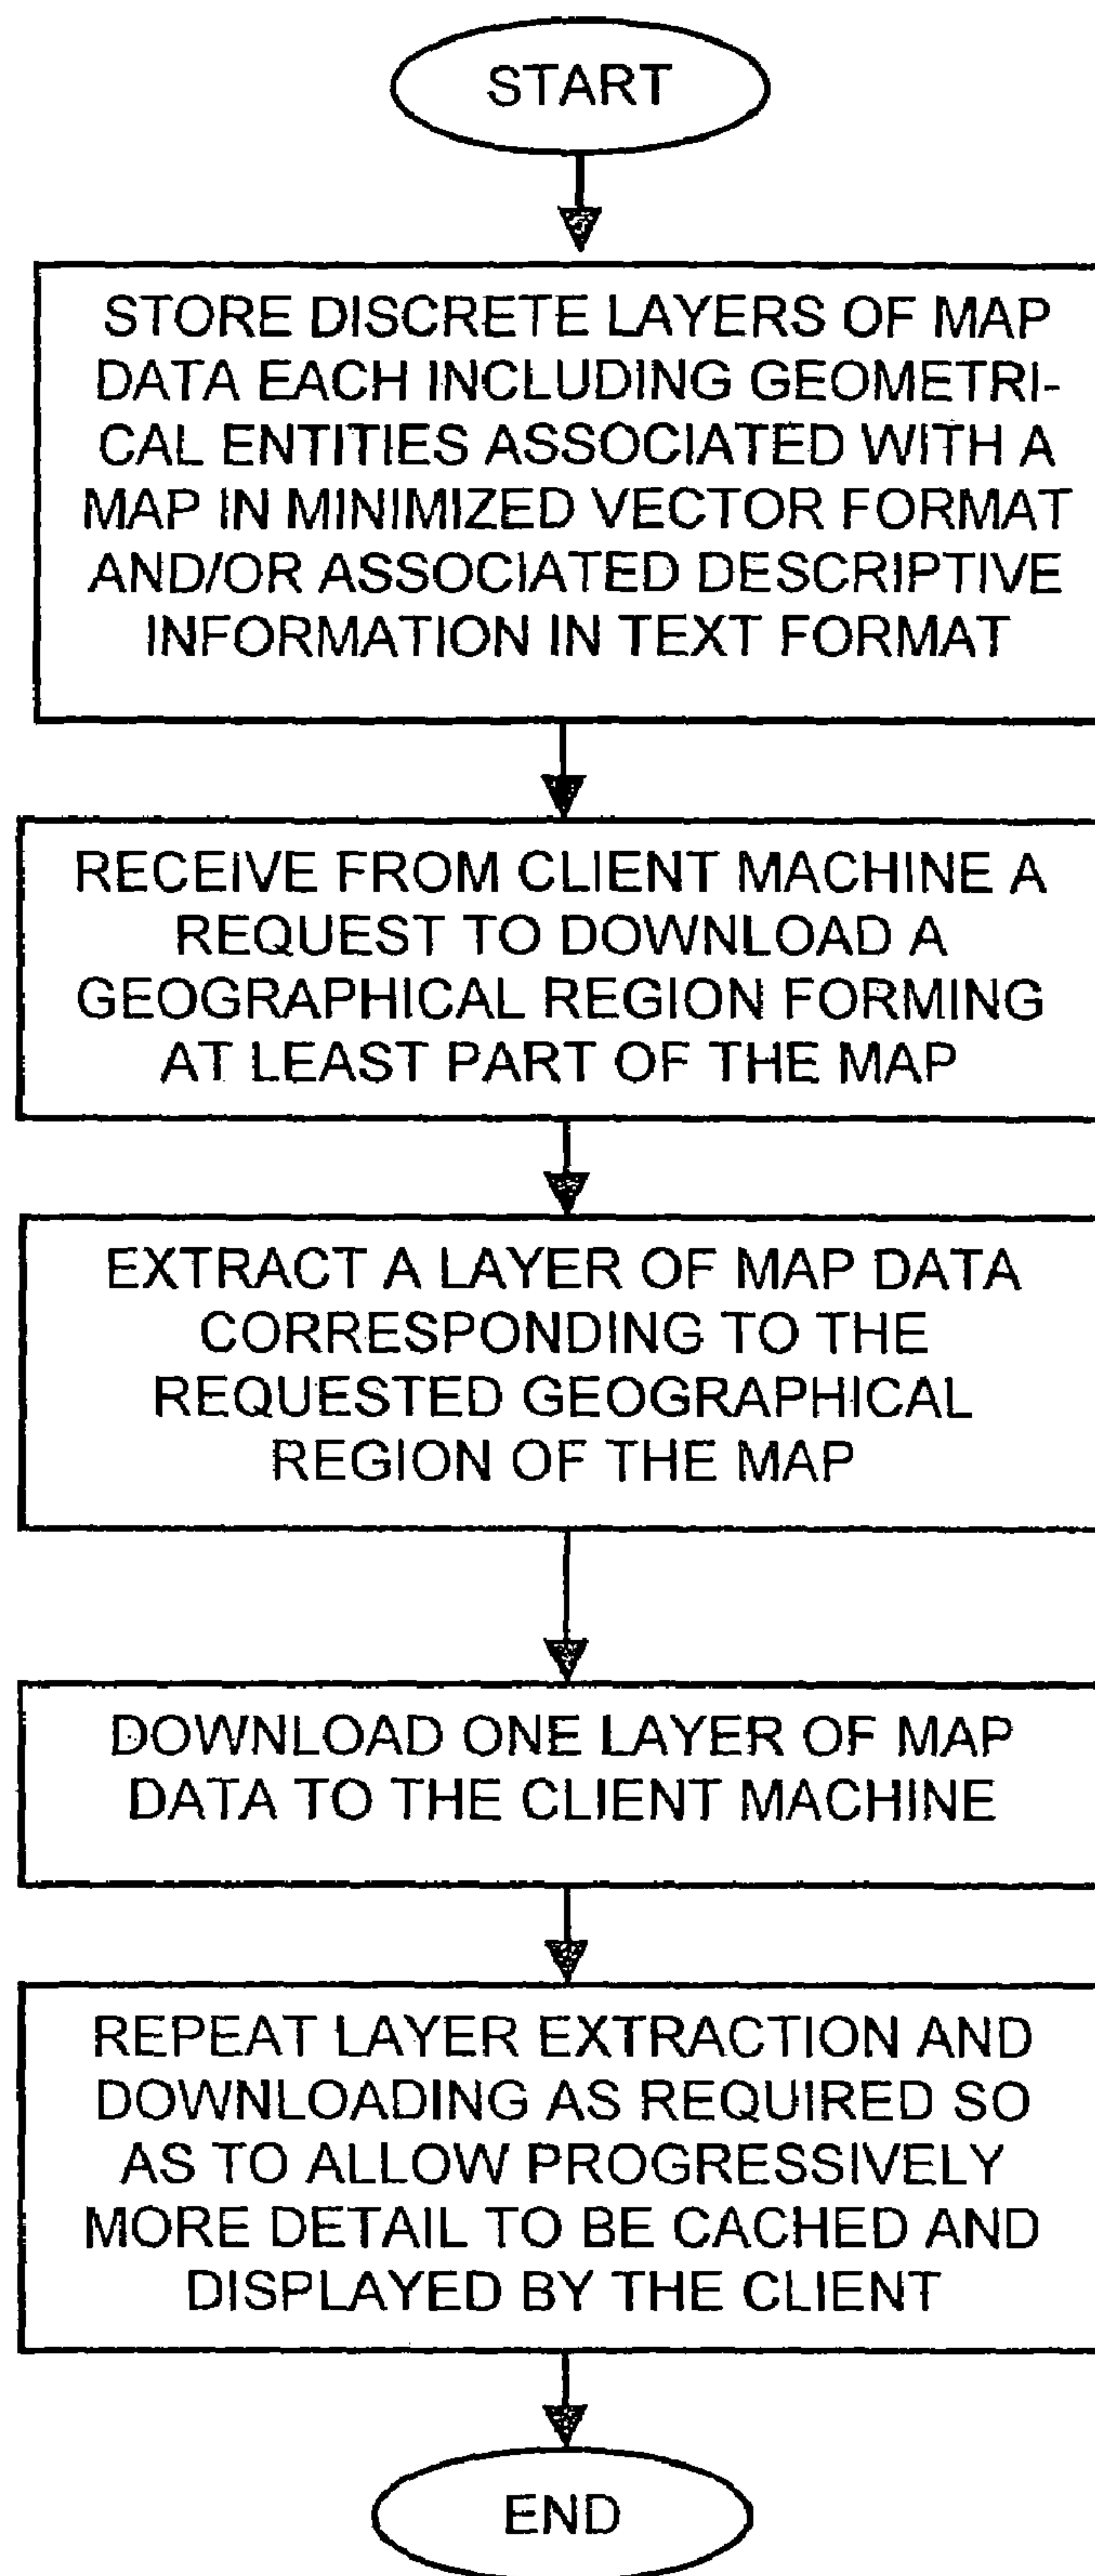 START
STORE DISCRETE LAYERS OF MAP
DATA EACH INCLUDING GEOMETRI-
CAL ENTITIES ASSOCIATED WITH A
MAP IN MINIMIZED VECTOR FORMAT
AND/OR ASSOCIATED DESCRIPTIVE
INFORMATION IN TEXT FORMAT
RECEIVE FROM CLIENT MACHINE A
REQUEST TO DOWNLOAD A
GEOGRAPHICAL REGION FORMING
AT LEAST PART OF THE MAP
EXTRACT A LAYER OF MAP DATA
CORRESPONDING TO THE
REQUESTED GEOGRAPHICAL
REGION OF THE MAP
DOWNLOAD ONE LAYER OF MAP
DATA TO THE CLIENT MACHINE
REPEAT LAYER EXTRACTION AND
DOWNLOADING AS REQUIRED SO
AS TO ALLOW PROGRESSIVELY
MORE DETAIL TO BE CACHED AND
DISPLAYED BY THE CLIENT
END